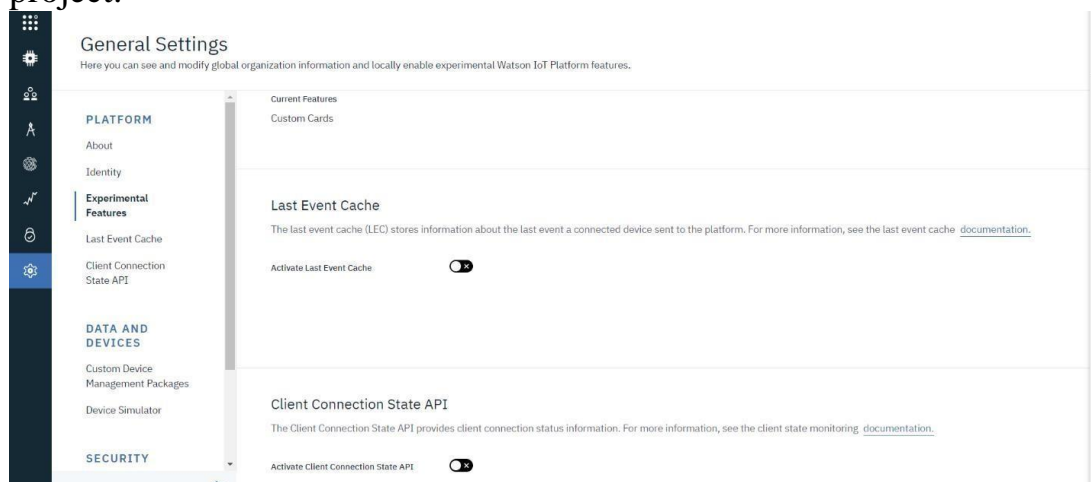 project.
General Settings
Here you can see and modify global organization information and locally enable experimental Watson IoT Platform features.
PLATFORM
About
Identity
Experimental
Features
Last Event Cache
Client Connection
State API
DATA AND
DEVICES
Custom Device
Management Packages
Device Simulator
SECURITY
Current Features
Custom Cards
Last Event Cache
The last event cache (LEC) stores information about the last event a connected device sent to the platform. For more information, see the last event cache documentation.
Activate Last Event Cache
Client Connection State API
The Client Connection State API provides client connection status information. For more information, see the client state monitoring documentation.
Activate Client Connection State API